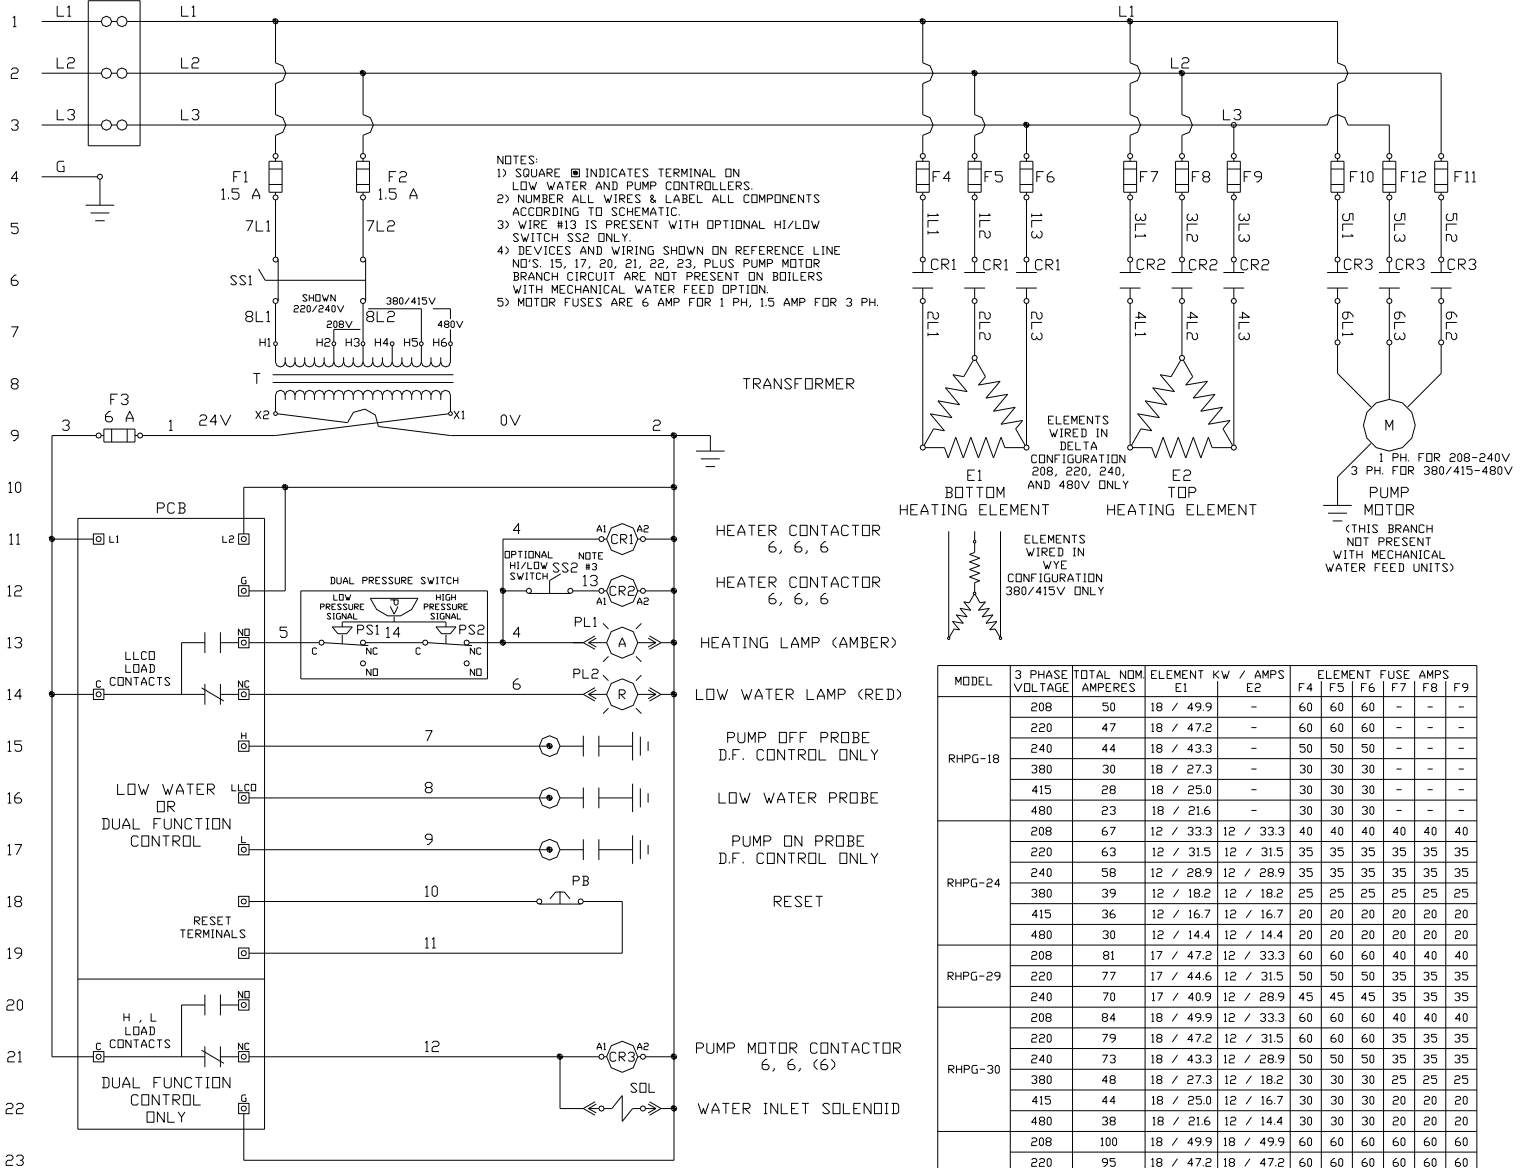 1 L1 L1 L1
2 L2 L2 L2
3 L3 L3 L3
4 G
F1
1.5 A
F2
1.5 A
NOTES:
1) SQUARE INDICATES TERMINAL ON
LOW WATER AND PUMP CONTROLLERS.
2) NUMBER ALL WIRES & LABEL ALL COMPONENTS
ACCORDING TO SCHEMATIC.
3) WIRE #13 IS PRESENT WITH OPTIONAL HI/LOW
SWITCH SS2 ONLY.
4) DEVICES AND WIRING SHOWN ON REFERENCE LINE
NO'S. 15, 17, 20, 21, 22, 23, PLUS PUMP MOTOR
BRANCH CIRCUIT ARE NOT PRESENT ON BOILERS
WITH MECHANICAL WATER FEED OPTION.
5) MOTOR FUSES ARE 6 AMP FOR 1 PH, 1.5 AMP FOR 3 PH.
F4 F5 F6 F7 F8 F9 F10 F12 F11
5 7L1 7L2 1L1 1L2 1L3 3L1 3L2 3L3 5L1 5L3 5L2
6 SS1 CR1 CR1 CR1 CR2 CR2 CR2 CR3 CR3
SHOWN
220/240V
208V
380/415V
480V
7 8L1 8L2 2L1 2L2 2L3 4L1 4L2 4L3 6L1 6L3 6L2
H1 H2 H3 H4 H5 H6
8 T TRANSFORMER
X2 X1
F3
6 A
9 3 1 24V 0V 2
ELEMENTS
WIRED IN
DELTA
CONFIGURATION
208, 220, 240,
AND 480V ONLY
M
1 PH. FOR 208-240V
3 PH. FOR 380/415-480V
E1
BOTTOM
HEATING ELEMENT
E2
TOP
HEATING ELEMENT
PUMP
MOTOR
(THIS BRANCH
NOT PRESENT
WITH MECHANICAL
WATER FEED UNITS)
ELEMENTS
WIRED IN
WYE
CONFIGURATION
380/415V ONLY
10
PCB
11 L1 L2 4 A1 CR1 A2
HEATER CONTACTOR
6, 6, 6
OPTIONAL
HI/LOW
SWITCH
SS2
NOTE
#3
12 G 13 CR2 A1 A2
HEATER CONTACTOR
6, 6, 6
DUAL PRESSURE SWITCH
LOW
PRESSURE
SIGNAL
P
V
HIGH
PRESSURE
SIGNAL
13 NO 5 PS1 14 PS2 4 PL1 A HEATING LAMP (AMBER)
C NC NO C NC NO
LLCO
LOAD
CONTACTS
14 C NC 6 PL2 R LOW WATER LAMP (RED)
15 H 7
PUMP OFF PROBE
D.F. CONTROL ONLY
16 LLCO 8 LOW WATER PROBE
LOW WATER
OR
DUAL FUNCTION
CONTROL
17 L 9
PUMP ON PROBE
D.F. CONTROL ONLY
18 10 PB RESET
RESET
TERMINALS
19 11
20 NO
H , L
LOAD
CONTACTS
21 C NC 12 A1 CR3 A2
PUMP MOTOR CONTACTOR
6, 6, (6)
DUAL FUNCTION
CONTROL
ONLY
22 G SOL WATER INLET SOLENOID
23
MODEL 3 PHASE VOLTAGE TOTAL NOM. AMPERES ELEMENT KW / AMPS E1 E2 ELEMENT FUSE AMPS F4 F5 F6 F7 F8 F9
RHPG-18
208 50 18 / 49.9 - 60 60 60 - - -
220 47 18 / 47.2 - 60 60 60 - - -
240 44 18 / 43.3 - 50 50 50 - - -
380 30 18 / 27.3 - 30 30 30 - - -
415 28 18 / 25.0 - 30 30 30 - - -
480 23 18 / 21.6 - 30 30 30 - - -
RHPG-24
208 67 12 / 33.3 12 / 33.3 40 40 40 40 40 40
220 63 12 / 31.5 12 / 31.5 35 35 35 35 35 35
240 58 12 / 28.9 12 / 28.9 35 35 35 35 35 35
380 39 12 / 18.2 12 / 18.2 25 25 25 25 25 25
415 36 12 / 16.7 12 / 16.7 20 20 20 20 20 20
480 30 12 / 14.4 12 / 14.4 20 20 20 20 20 20
RHPG-29
208 81 17 / 47.2 12 / 33.3 60 60 60 40 40 40
220 77 17 / 44.6 12 / 31.5 50 50 50 35 35 35
240 70 17 / 40.9 12 / 28.9 45 45 45 35 35 35
RHPG-30
208 84 18 / 49.9 12 / 33.3 60 60 60 40 40 40
220 79 18 / 47.2 12 / 31.5 60 60 60 35 35 35
240 73 18 / 43.3 12 / 28.9 50 50 50 35 35 35
380 48 18 / 27.3 12 / 18.2 30 30 30 25 25 25
415 44 18 / 25.0 12 / 16.7 30 30 30 20 20 20
480 38 18 / 21.6 12 / 14.4 30 30 30 20 20 20
208 100 18 / 49.9 18 / 49.9 60 60 60 60 60 60
220 95 18 / 47.2 18 / 47.2 60 60 60 60 60 60